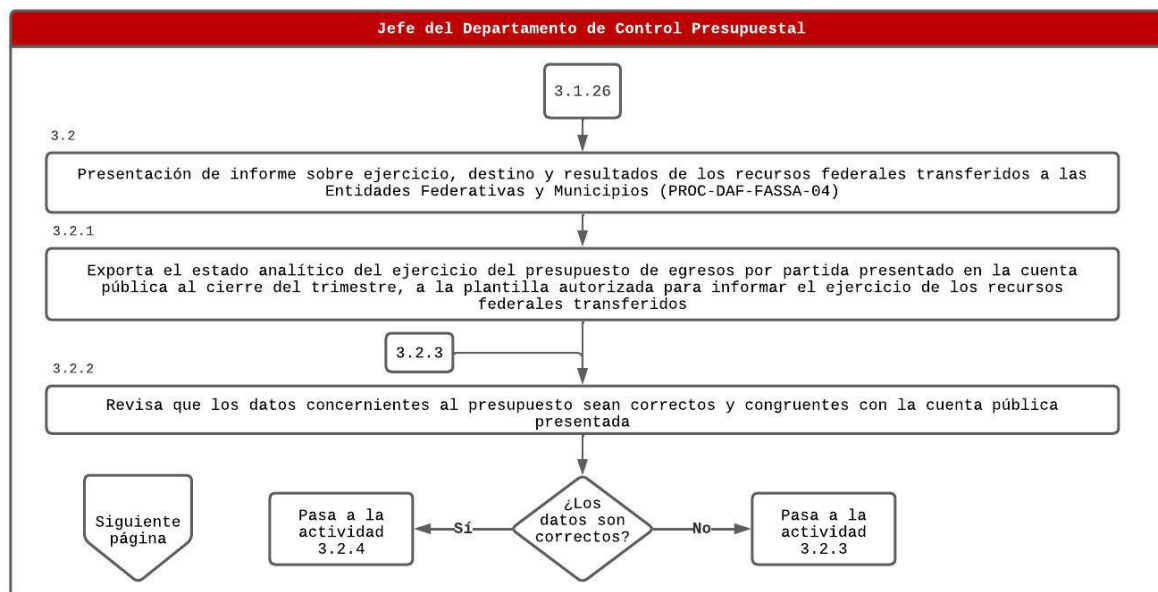 Jefe del Departamento de Control Presupuestal
3.1.26
3.2
Presentación de informe sobre ejercicio, destino y resultados de los recursos federales transferidos a las
Entidades Federativas y Municipios (PROC-DAF-FASSA-04)
3.2.1
Exporta el estado analítico del ejercicio del presupuesto de egresos por partida presentado en la cuenta
pública al cierre del trimestre, a la plantilla autorizada para informar el ejercicio de los recursos
federales transferidos
3.2.3
3.2.2
Revisa que los datos concernientes al presupuesto sean correctos y congruentes con la cuenta pública
presentada
Siguiente
página
Pasa a la
actividad
3.2.4
Sí
¿Los
datos son
correctos?
No
Pasa a la
actividad
3.2.3